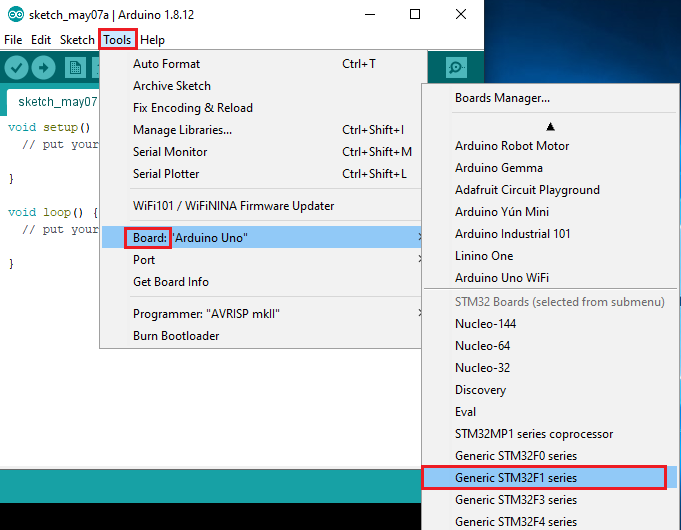 sketch_may07a | Arduino 1.8.12
File Edit Sketch Tools Help
sketch_may07
void setup()
// put your
}
void loop() {
// put your
}
Auto Format Ctrl+T
Archive Sketch
Fix Encoding & Reload
Manage Libraries... Ctrl+Shift+I
Serial Monitor Ctrl+Shift+M
Serial Plotter Ctrl+Shift+L
WiFi101 / WiFiNINA Firmware Updater
Board: "Arduino Uno"
Port
Get Board Info
Programmer: "AVRISP mkII"
Burn Bootloader
Boards Manager...
Arduino Robot Motor
Arduino Gemma
Adafruit Circuit Playground
Arduino Yún Mini
Arduino Industrial 101
Linino One
Arduino Uno WiFi
STM32 Boards (selected from submenu)
Nucleo-144
Nucleo-64
Nucleo-32
Discovery
Eval
STM32MP1 series coprocessor
Generic STM32F0 series
Generic STM32F1 series
Generic STM32F3 series
Generic STM32F4 series